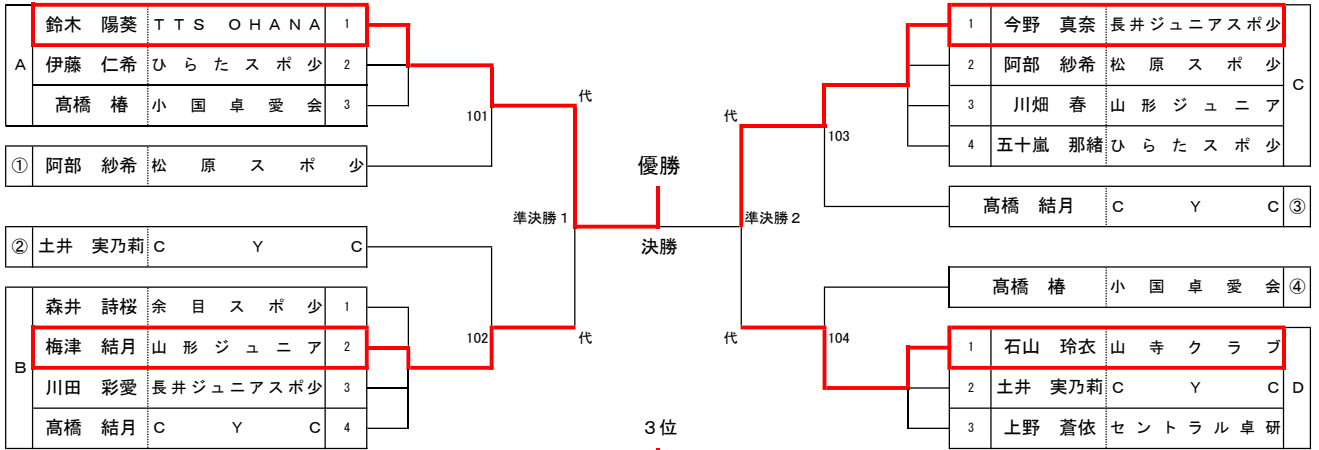 A
鈴木 陽葵 TTS OHANA 1
伊藤 仁希 ひらたスポ少 2
髙橋 椿 小国卓愛会 3
① 阿部 紗希 松原スポ少
② 土井 実乃莉 CYC
B
森井 詩桜 余目スポ少 1
梅津 結月 山形ジュニア 2
川田 彩愛 長井ジュニアスポ少 3
髙橋 結月 CYC 4
101
102
代
代
準決勝1
優勝
決勝
3位
準決勝2
代
代
103
104
C
1 今野 真奈 長井ジュニアスポ少
2 阿部 紗希 松原スポ少
3 川畑 春 山形ジュニア
4 五十嵐 那緒 ひらたスポ少
髙橋 結月 CYC ③
髙橋 椿 小国卓愛会 ④
D
1 石山 玲衣 山寺クラブ
2 土井 実乃莉 CYC
3 上野 蒼依 セントラル卓研